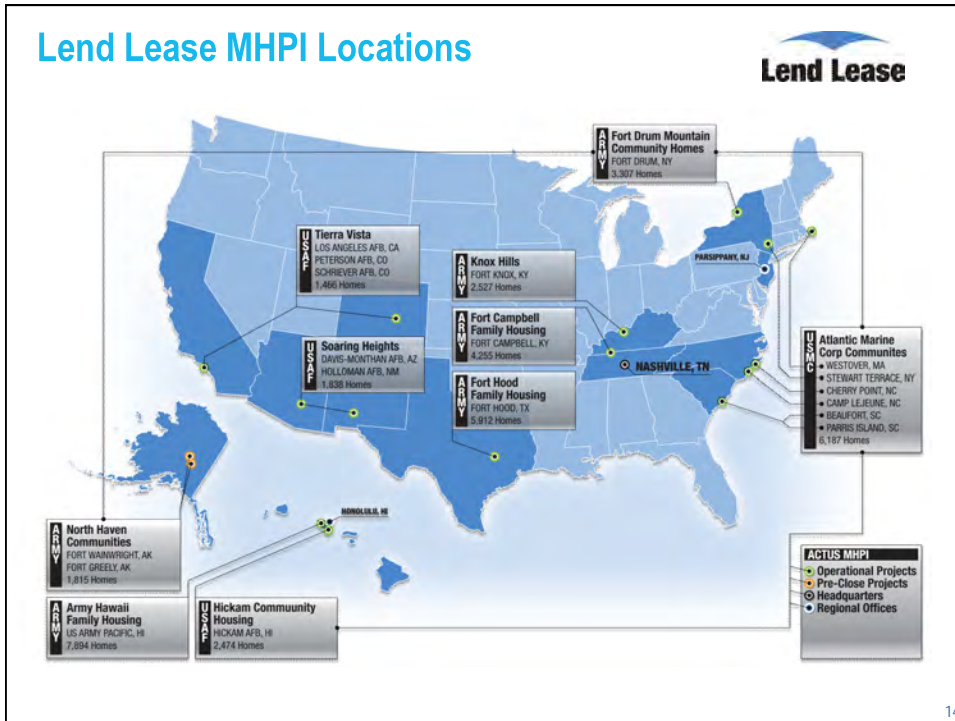 Lend Lease MHPI Locations
Lend Lease
ARMY
Fort Drum Mountain
Community Homes
FORT DRUM, NY
3,307 Homes
USAF
Tierra Vista
LOS ANGELES AFB, CA
PETERSON AFB, CO
SCHRIEVER AFB, CO
1,466 Homes
ARMY
Knox Hills
FORT KNOX, KY
2,527 Homes
PARSIPPANY, NJ
ARMY
Fort Campbell
Family Housing
FORT CAMPBELL, KY
4,255 Homes
USAF
Soaring Heights
DAVIS-MONTHAN AFB, AZ
HOLLOMAN AFB, NM
1,838 Homes
NASHVILLE, TN
ARMY
Fort Hood
Family Housing
FORT HOOD, TX
5,912 Homes
USMC
Atlantic Marine
Corp Communites
WESTOVER, MA
STEWART TERRACE, NY
CHERRY POINT, NC
CAMP LEJEUNE, NC
BEAUFORT, SC
PARRIS ISLAND, SC
6,187 Homes
HONOLULU, HI
ARMY
North Haven
Communities
FORT WAINWRIGHT, AK
FORT GREELY, AK
1,815 Homes
ARMY
Army Hawaii
Family Housing
US ARMY PACIFIC, HI
7,894 Homes
USAF
Hickam Commuunity
Housing
HICKAM AFB, HI
2,474 Homes
ACTUS MHPI
Operational Projects
Pre-Close Projects
Headquarters
Regional Offices
14